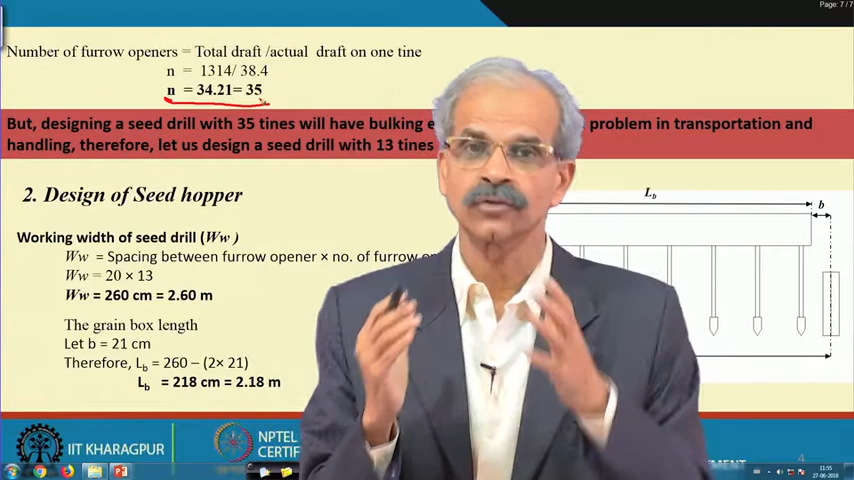 Page: 7 / 7
Number of furrow openers = Total draft /actual draft on one tine
n = 1314/ 38.4
n = 34.21= 35
But, designing a seed drill with 35 tines will have bulking problem in transportation and
handling, therefore, let us design a seed drill with 13 tines
2. Design of Seed hopper
L_b
b
Working width of seed drill (Ww )
Ww = Spacing between furrow opener × no. of furrow
Ww = 20 × 13
Ww = 260 cm = 2.60 m
The grain box length
Let b = 21 cm
Therefore, L_b = 260 – (2× 21)
L_b = 218 cm = 2.18 m
IIT KHARAGPUR
NPTEL
4
11:55
27-06-2018